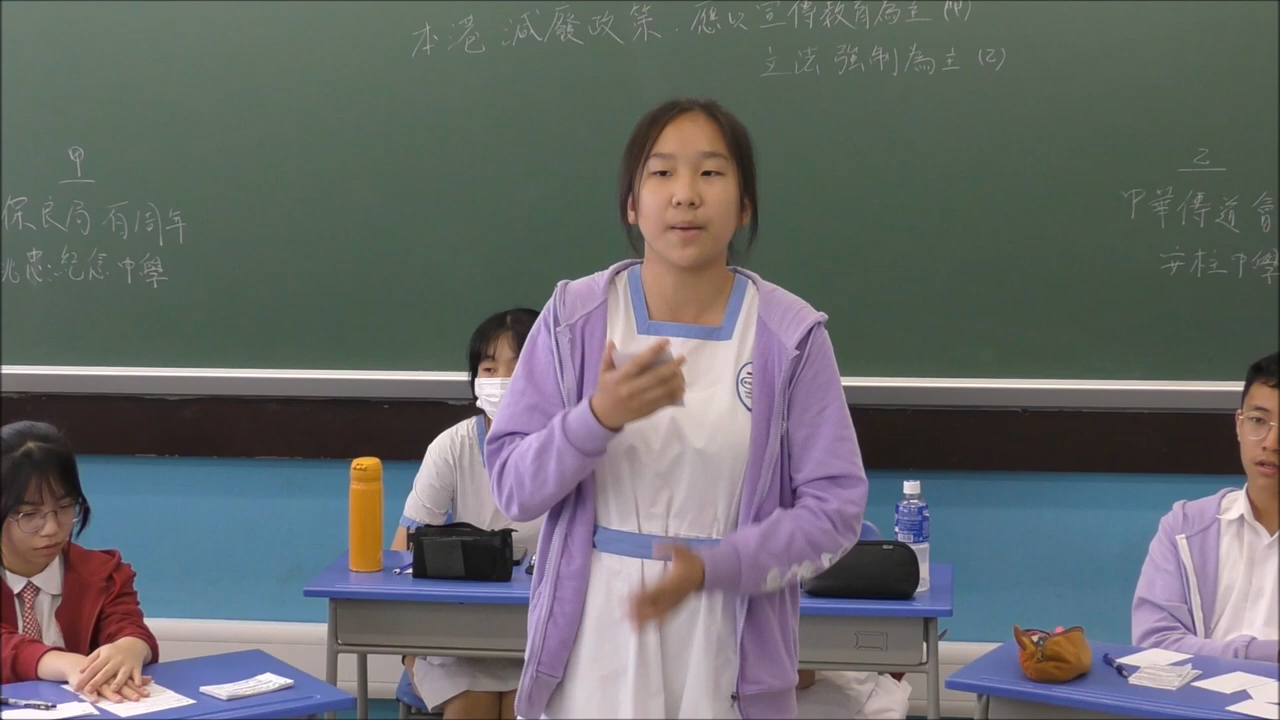 本港減廢政策應以宣傳教育為主(甲)
立法強制為主(乙)
甲
保良局百周年
兆忠紀念中學
乙
中華傳道會
安柱中學